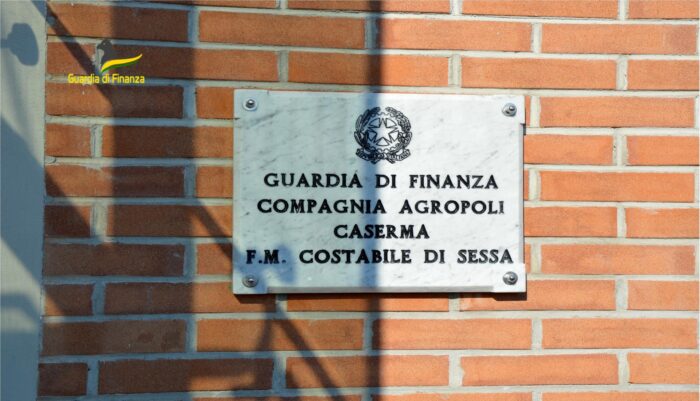 Guardia di Finanza
GUARDIA DI FINANZA
COMPAGNIA AGROPOLI
CASERMA
F.M. COSTABILE DI SESSA